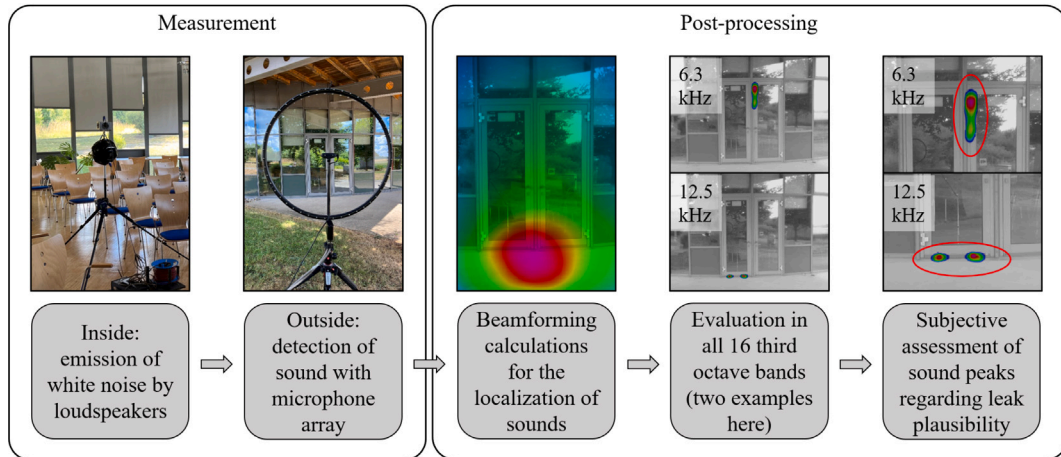 Measurement
Post-processing
6.3
kHz
12.5
kHz
6.3
kHz
12.5
kHz
Inside:
emission of
white noise by
loudspeakers
Outside:
detection of
sound with
microphone
array
Beamforming
calculations
for the
localization of
sounds
Evaluation in
all 16 third
octave bands
(two examples
here)
Subjective
assessment of
sound peaks
regarding leak
plausibility